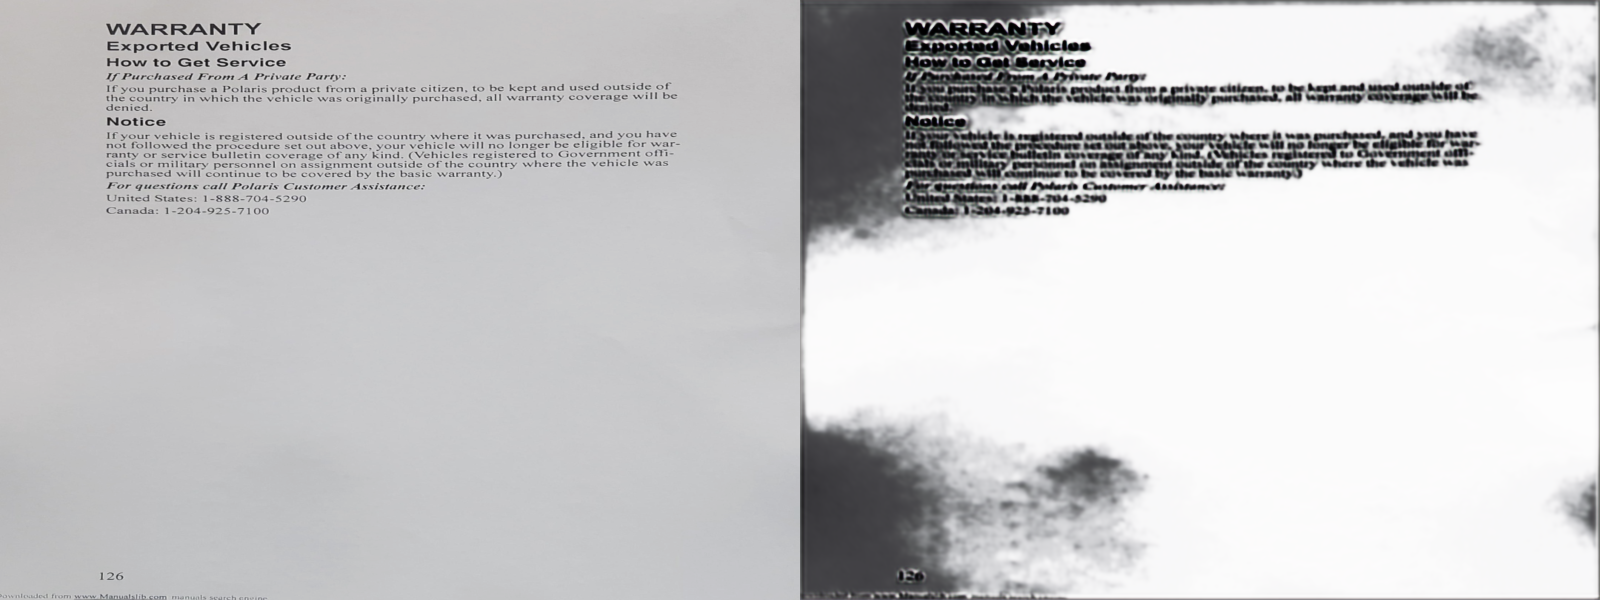 WARRANTY
Exported Vehicles
How to Get Service
If Purchased From A Private Party:
If you purchase a Polaris product from a private citizen, to be kept and used outside of
the country in which the vehicle was originally purchased, all warranty coverage will be
denied.
Notice
If your vehicle is registered outside of the country where it was purchased, and you have
not followed the procedure set out above, your vehicle will no longer be eligible for war-
ranty or service bulletin coverage of any kind. (Vehicles registered to Government offi-
cials or military personnel on assignment outside of the country where the vehicle was
purchased will continue to be covered by the basic warranty.)
For questions call Polaris Customer Assistance:
United States: 1-888-704-5290
Canada: 1-204-925-7100
126
Downloaded from www.Manualslib.com manuals search engine
WARRANTY
Exported Vehicles
How to Get Service
If Purchased From A Private Party:
If you purchase a Polaris product from a private citizen, to be kept and used outside of
the country in which the vehicle was originally purchased, all warranty coverage will be
denied.
Notice
If your vehicle is registered outside of the country where it was purchased, and you have
not followed the procedure set out above, your vehicle will no longer be eligible for war-
ranty or service bulletin coverage of any kind. (Vehicles registered to Government offi-
cials or military personnel on assignment outside of the country where the vehicle was
purchased will continue to be covered by the basic warranty.)
For questions call Polaris Customer Assistance:
United States: 1-888-704-5290
Canada: 1-204-925-7100
126